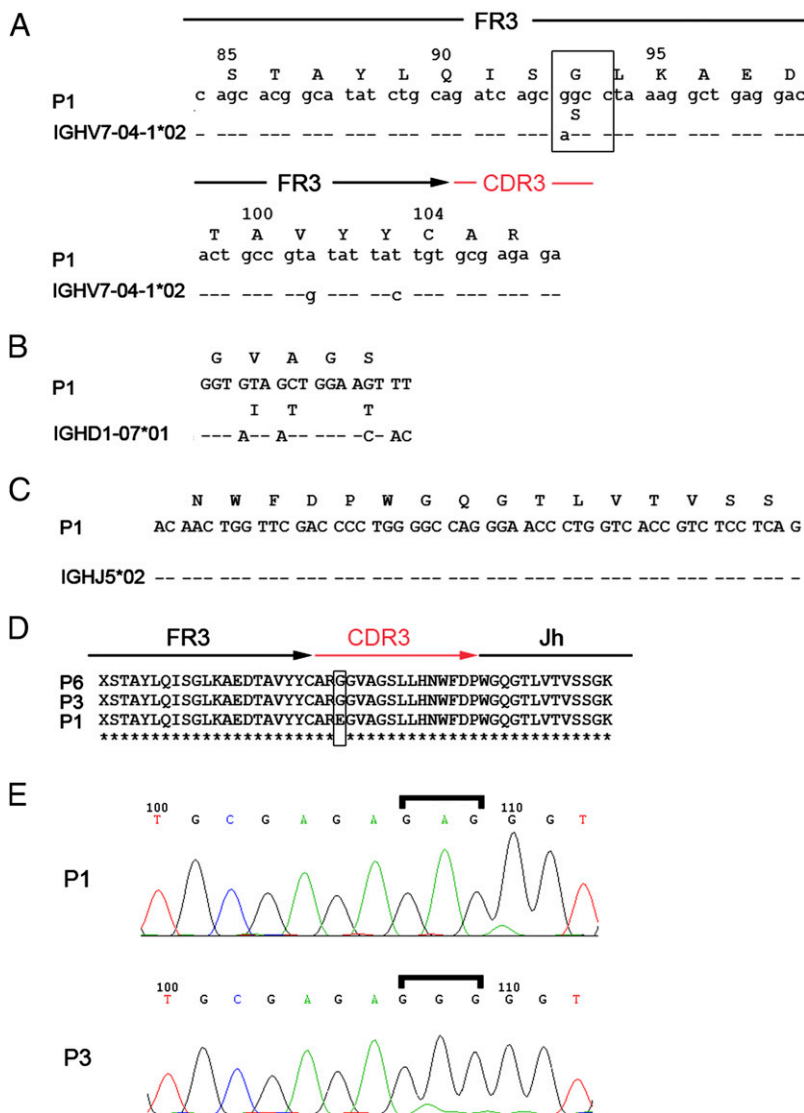 A
FR3
85 90 95
S T A Y L Q I S G L K A E D
P1 c agc acg gca tat ctg cag atc agc ggc cta aag gct gag gac
S
IGHV7-04-1*02 - --- --- --- --- --- --- --- --- a-- --- --- --- --- ---
FR3 CDR3
100 104
T A V Y Y C A R
P1 act gcc gta tat tat tgt gcg aga ga
IGHV7-04-1*02 --- --- --g --- --c --- --- --- --
B
G V A G S
P1 GGT GTA GCT GGA AGT TT
I T T
IGHD1-07*01 --- A-- A-- --- -C- AC
C
N W F D P W G Q G T L V T V S S
P1 ACA AC TGG TTC GAC CCC TGG GGC CAG GGA ACC CTG GTC ACC GTC TCC TCA G
IGHJ5*02 -- --- --- --- --- --- --- --- --- --- --- --- --- --- --- --- --- -
D
FR3 CDR3 Jh
P6 XSTAYLQISGLKAEDTAVYYCARGGVAGSLLHNWFDPWGQGTLVTVSSGK
P3 XSTAYLQISGLKAEDTAVYYCARGGVAGSLLHNWFDPWGQGTLVTVSSGK
P1 XSTAYLQISGLKAEDTAVYYCAREGVAGSLLHNWFDPWGQGTLVTVSSGK
*********************** **************************
E
100 110
T G C G A G A G A G G G T
P1
100 110
T G C G A G A G G G G G T
P3